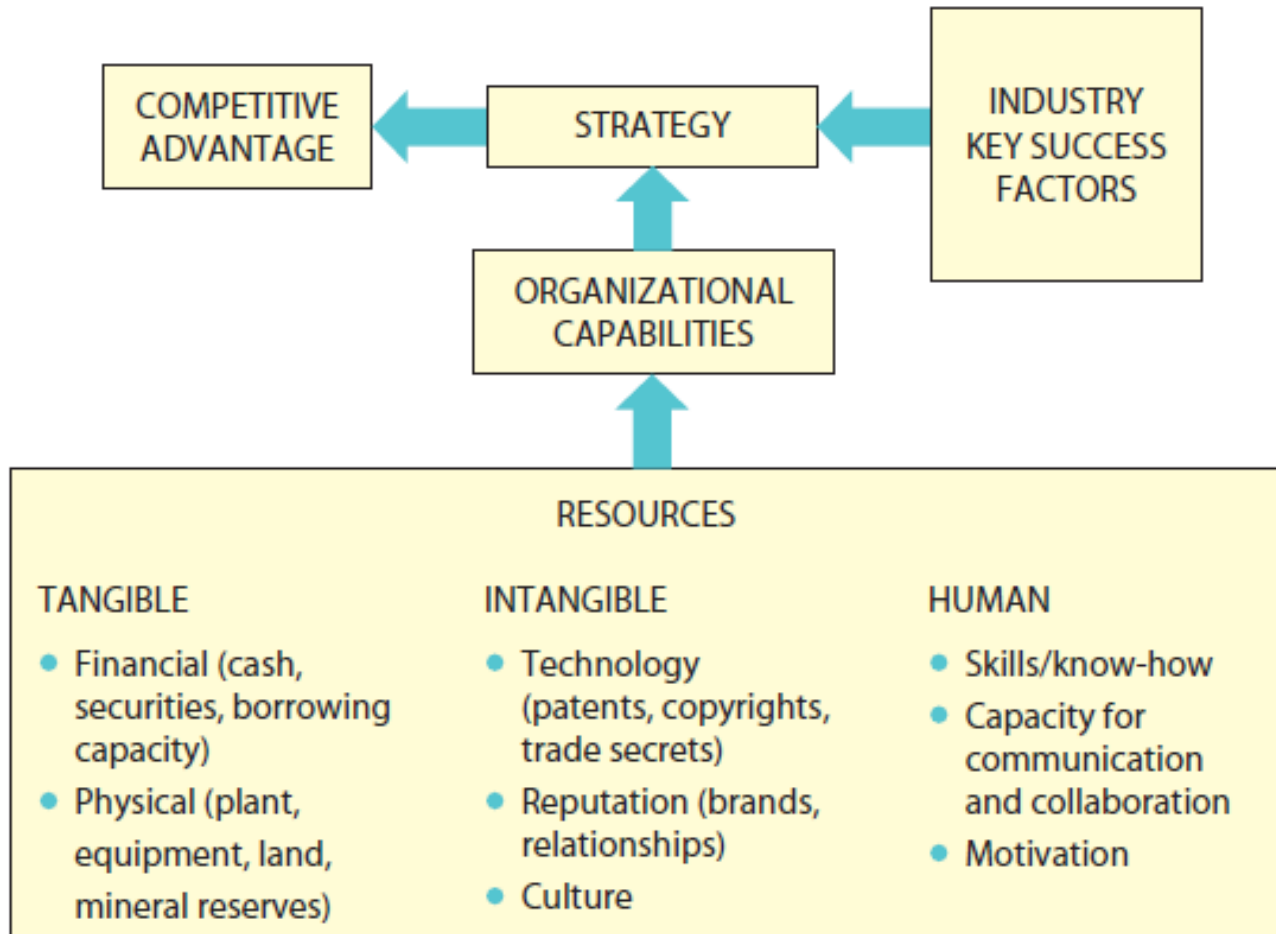 COMPETITIVE
ADVANTAGE
STRATEGY
INDUSTRY
KEY SUCCESS
FACTORS
ORGANIZATIONAL
CAPABILITIES
RESOURCES
TANGIBLE
• Financial (cash,
securities, borrowing
capacity)
• Physical (plant,
equipment, land,
mineral reserves)
INTANGIBLE
• Technology
(patents, copyrights,
trade secrets)
• Reputation (brands,
relationships)
• Culture
HUMAN
• Skills/know-how
• Capacity for
communication
and collaboration
• Motivation